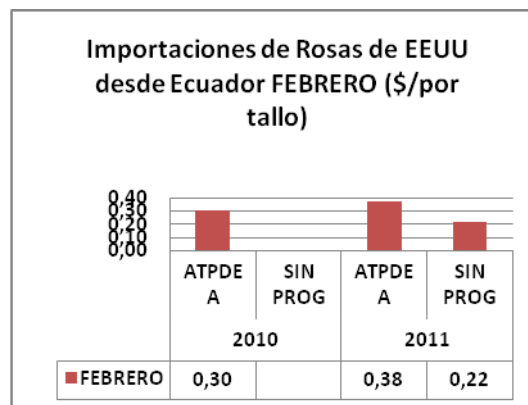 Importaciones de Rosas de EEUU
desde Ecuador FEBRERO ($/por
tallo)
0,40
0,30
0,20
0,10
0,00
ATPDE
A
SIN
PROG
ATPDE
A
SIN
PROG
2010
2011
FEBRERO 0,30 0,38 0,22